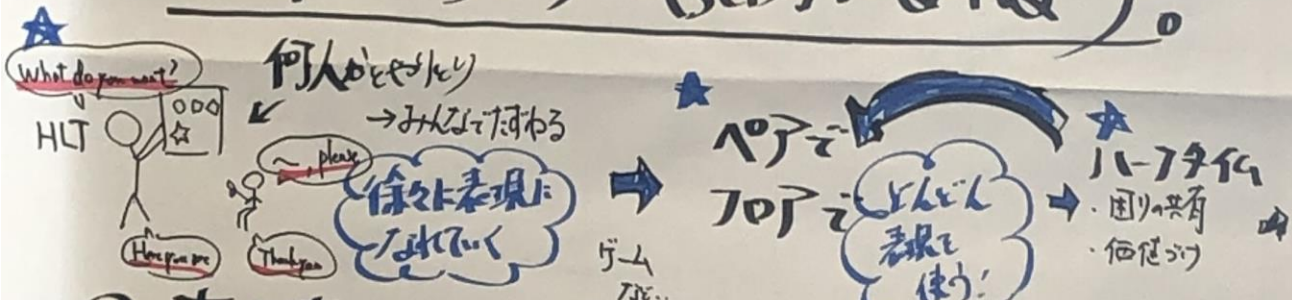 What do you want?
HLT
何人かとやりとり
→みんなでたずねる
~, please
徐々に表現に
なれていく
Here you are
Thank you
ゲーム
など…
ペアで
フロアで
どんどん
表現を
使う!
ハーフタイム
・困りの共有
・価値づけ